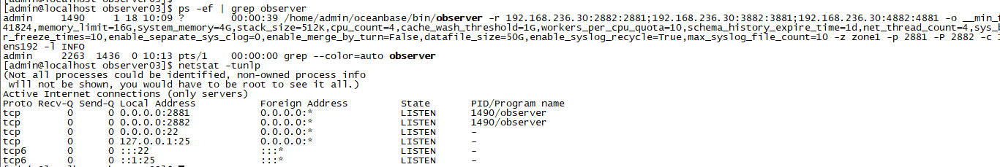 [admin@localhost observer03]$ ps -ef | grep observer
admin     1490     1 18 10:09 ?        00:00:39 /home/admin/oceanbase/bin/observer -r 192.168.236.30:2882:2881;192.168.236.30:3882:3881;192.168.236.30:4882:4881 -o __min_f
41824,memory_limit=16G,system_memory=4G,stack_size=512K,cpu_count=4,cache_wash_threshold=1G,workers_per_cpu_quota=10,schema_history_expire_time=1d,net_thread_count=4,sys_b
r_freeze_times=10,enable_separate_sys_clog=0,enable_merge_by_turn=False,datafile_size=50G,enable_syslog_recycle=True,max_syslog_file_count=10 -z zone1 -p 2881 -P 2882 -c 1
ens192 -l INFO
admin     2263  1436  0 10:13 pts/1    00:00:00 grep --color=auto observer
[admin@localhost observer03]$ netstat -tunlp
(Not all processes could be identified, non-owned process info
 will not be shown, you would have to be root to see it all.)
Active Internet connections (only servers)
Proto Recv-Q Send-Q Local Address           Foreign Address         State       PID/Program name
tcp        0      0 0.0.0.0:2881            0.0.0.0:*               LISTEN      1490/observer
tcp        0      0 0.0.0.0:2882            0.0.0.0:*               LISTEN      1490/observer
tcp        0      0 0.0.0.0:22              0.0.0.0:*               LISTEN      -
tcp        0      0 127.0.0.1:25            0.0.0.0:*               LISTEN      -
tcp6       0      0 :::22                   :::*                    LISTEN      -
tcp6       0      0 ::1:25                  :::*                    LISTEN      -